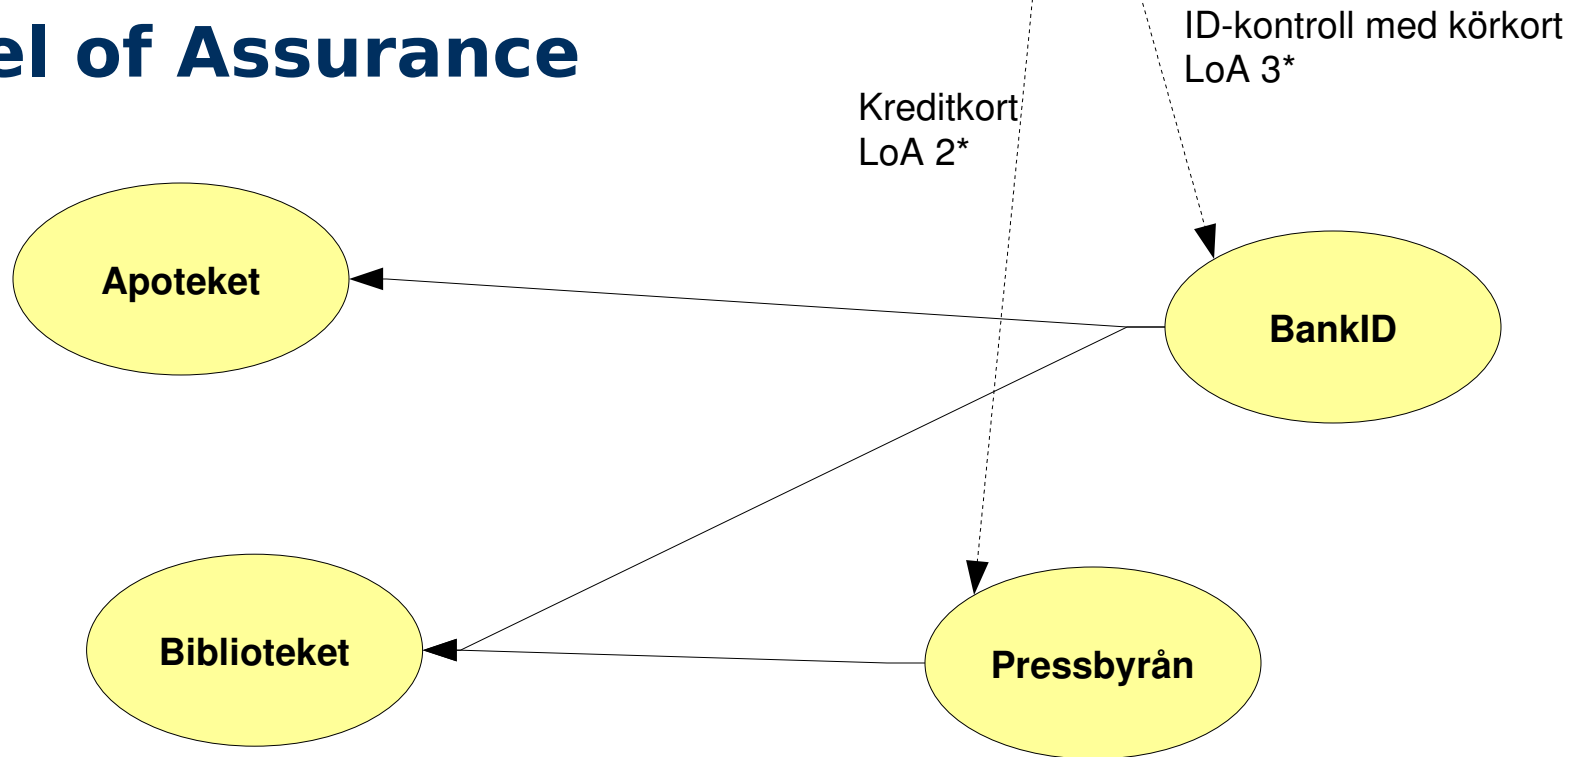 el of Assurance
ID-kontroll med körkort
LoA 3*
Kreditkort
LoA 2*
Apoteket
BankID
Biblioteket
Pressbyrån